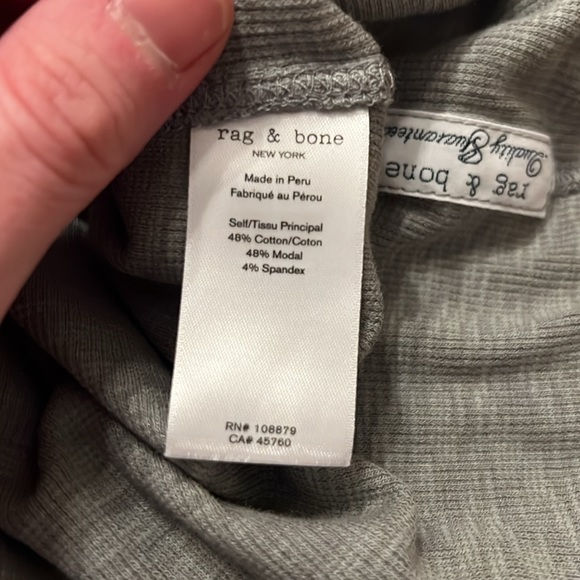 rag & bone
NEW YORK
Made in Peru
Fabriqué au Pérou
Self/Tissu Principal
48% Cotton/Coton
48% Modal
4% Spandex
RN# 108879
CA# 45760
rag & bone
Quality Guarantee